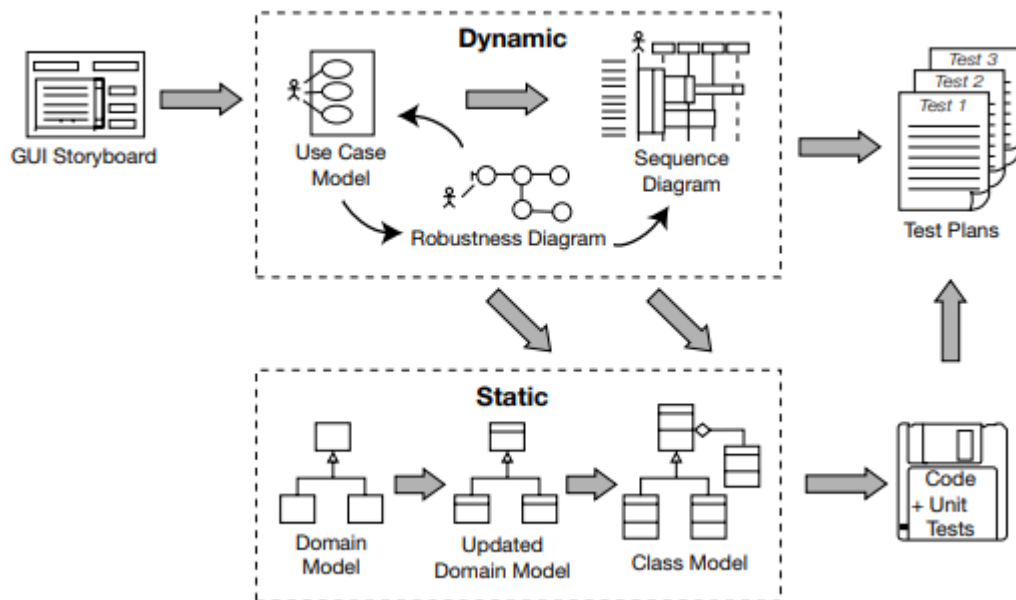 Dynamic
GUI Storyboard
Use Case
Model
Robustness Diagram
Sequence
Diagram
Test 3
Test 2
Test 1
Test Plans
Static
Domain
Model
Updated
Domain Model
Class Model
Code
+ Unit
Tests